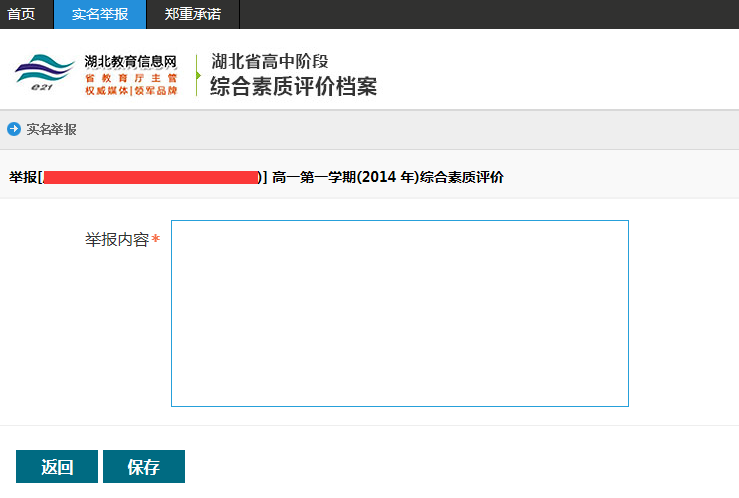 首页 实名举报 郑重承诺
湖北教育信息网
省教育厅主管
权威媒体|领军品牌
e21
湖北省高中阶段
综合素质评价档案
实名举报
举报[ )] 高一第一学期(2014 年)综合素质评价
举报内容*
返回 保存